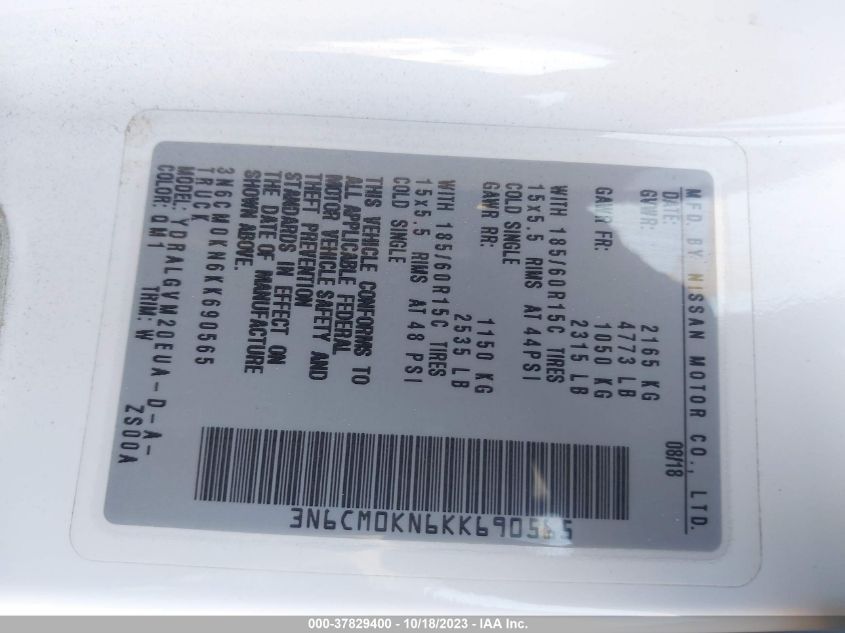 MFD. BY NISSAN MOTOR CO., LTD.
DATE: 08/18
GVWR: 2165 KG
4773 LB
GAWR FR: 1050 KG
2315 LB
WITH 185/60R15C TIRES
15x5.5 RIMS AT 44PSI
COLD SINGLE
GAWR RR: 1150 KG
2535 LB
WITH 185/60R15C TIRES
15x5.5 RIMS AT 48 PSI
COLD SINGLE
THIS VEHICLE CONFORMS TO
ALL APPLICABLE FEDERAL
MOTOR VEHICLE SAFETY AND
THEFT PREVENTION
STANDARDS IN EFFECT ON
THE DATE OF MANUFACTURE
SHOWN ABOVE.
3N6CM0KN6KK690565
TRUCK
MODEL: YDRALGVM20EUA-D-A-
COLOR: QM1 TRIM: W ZS00A
3N6CM0KN6KK690565
000-37829400 - 10/18/2023 - IAA Inc.